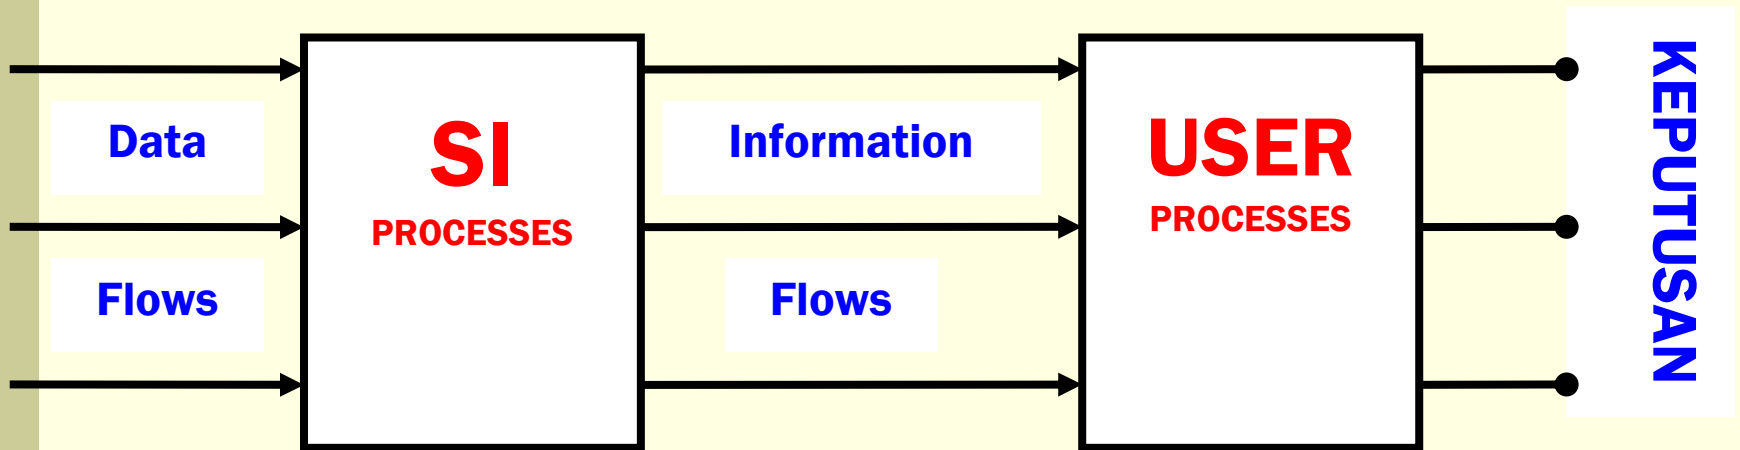 Data
Flows
SI
PROCESSES
Information
Flows
USER
PROCESSES
KEPUTUSAN